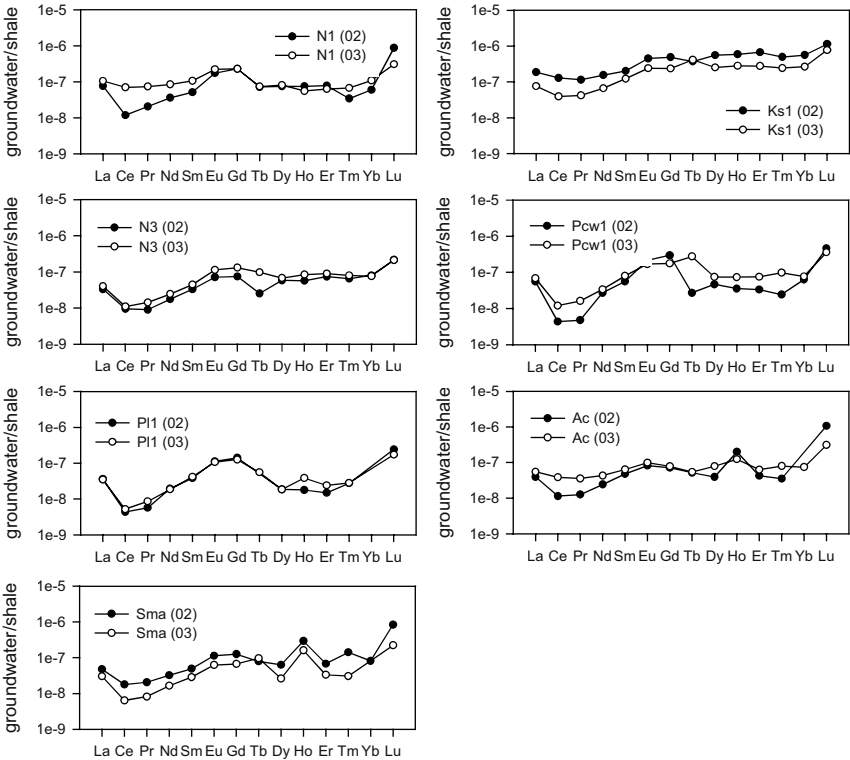 groundwater/shale
1e-5
1e-6
1e-7
1e-8
1e-9
N1 (02)
N1 (03)
La Ce Pr Nd Sm Eu Gd Tb Dy Ho Er Tm Yb Lu
groundwater/shale
1e-5
1e-6
1e-7
1e-8
1e-9
Ks1 (02)
Ks1 (03)
La Ce Pr Nd Sm Eu Gd Tb Dy Ho Er Tm Yb Lu
groundwater/shale
1e-5
1e-6
1e-7
1e-8
1e-9
N3 (02)
N3 (03)
La Ce Pr Nd Sm Eu Gd Tb Dy Ho Er Tm Yb Lu
groundwater/shale
1e-5
1e-6
1e-7
1e-8
1e-9
Pcw1 (02)
Pcw1 (03)
La Ce Pr Nd Sm Eu Gd Tb Dy Ho Er Tm Yb Lu
groundwater/shale
1e-5
1e-6
1e-7
1e-8
1e-9
Pl1 (02)
Pl1 (03)
La Ce Pr Nd Sm Eu Gd Tb Dy Ho Er Tm Yb Lu
groundwater/shale
1e-5
1e-6
1e-7
1e-8
1e-9
Ac (02)
Ac (03)
La Ce Pr Nd Sm Eu Gd Tb Dy Ho Er Tm Yb Lu
groundwater/shale
1e-5
1e-6
1e-7
1e-8
1e-9
Sma (02)
Sma (03)
La Ce Pr Nd Sm Eu Gd Tb Dy Ho Er Tm Yb Lu